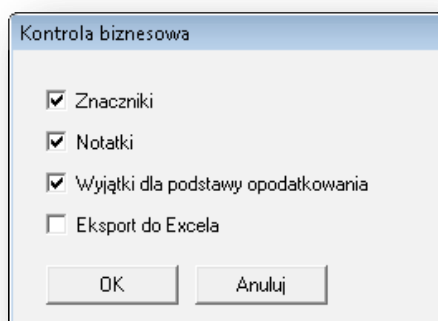 Kontrola biznesowa
Znaczniki
Notatki
Wyjątki dla podstawy opodatkowania
Eksport do Excela
OK
Anuluj